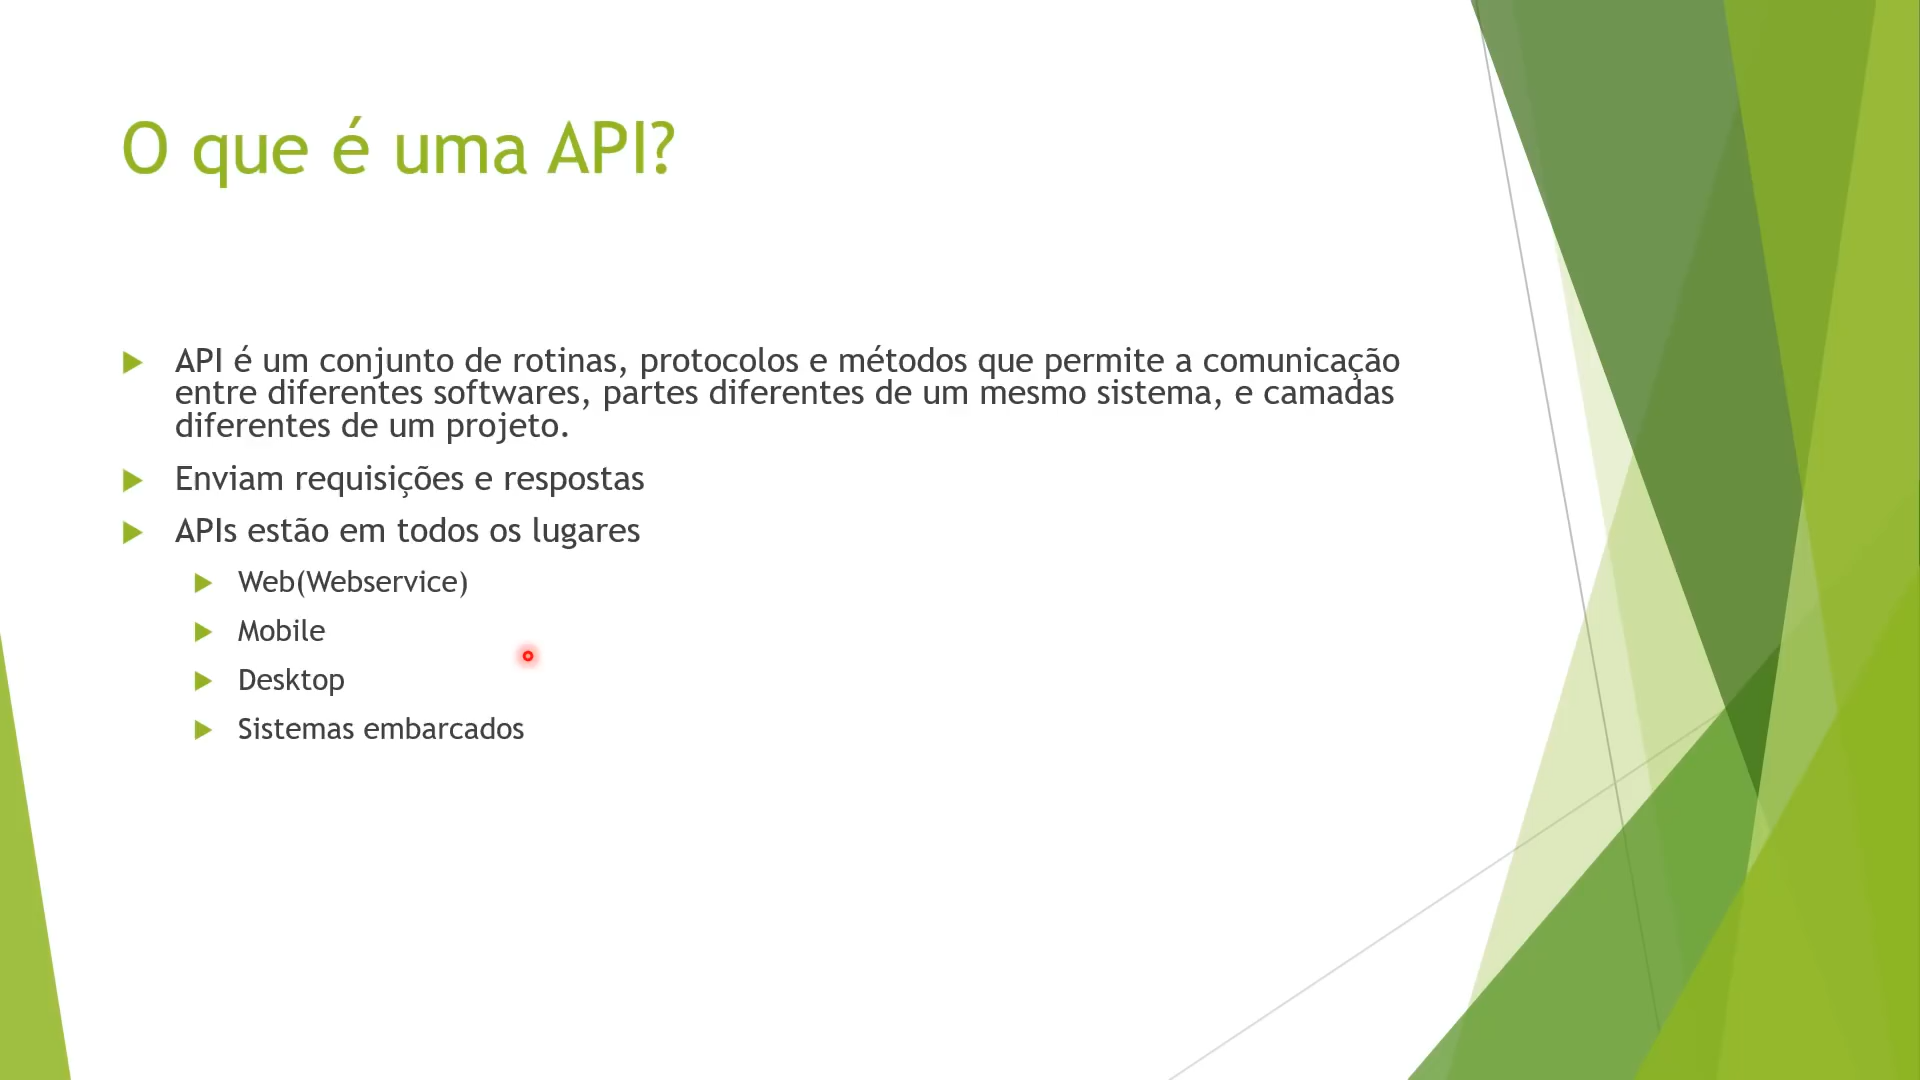 O que é uma API?
API é um conjunto de rotinas, protocolos e métodos que permite a comunicação
entre diferentes softwares, partes diferentes de um mesmo sistema, e camadas
diferentes de um projeto.
Enviam requisições e respostas
APIs estão em todos os lugares
Web(Webservice)
Mobile
Desktop
Sistemas embarcados